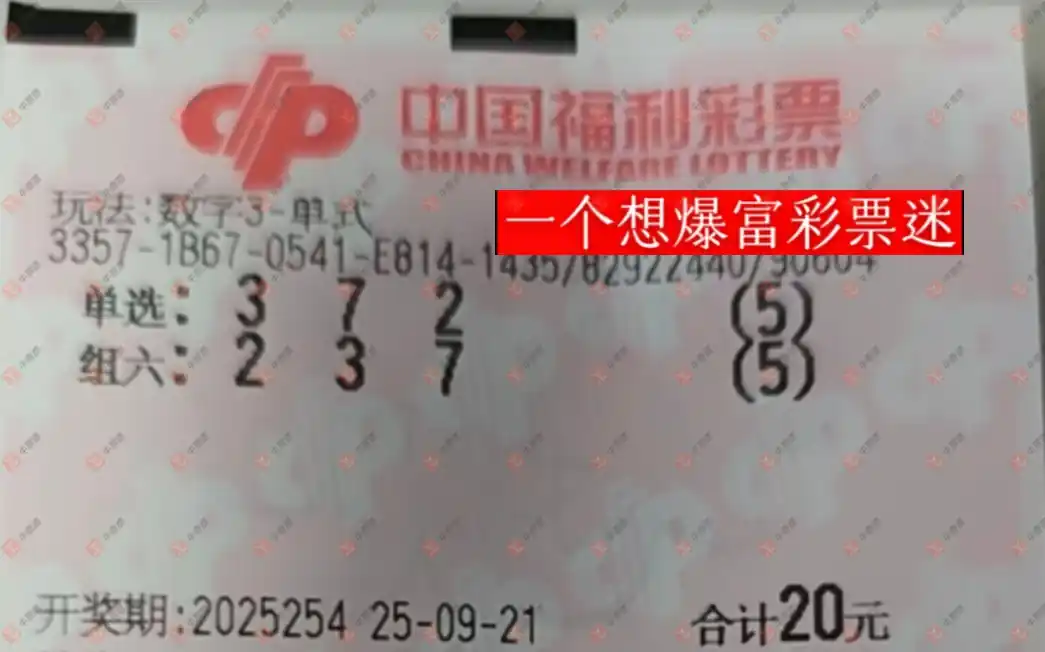 中国福利彩票
CHINA WELFARE LOTTERY
玩法:数字3-单式
一个想爆富彩票迷
3357-1B67-0541-E814-1435/82922440/90604
单选: 3 7 2 (5)
组六: 2 3 7 (5)
开奖期:2025254 25-09-21 合计20元